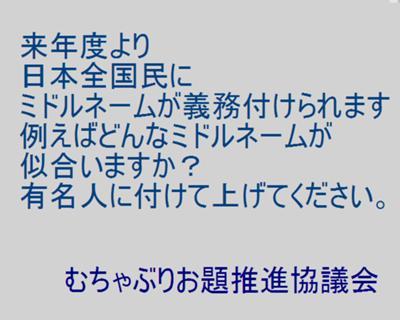 来年度より
日本全国民に
ミドルネームが義務付けられます
例えばどんなミドルネームが
似合いますか？
有名人に付けて上げてください。
むちゃぶりお題推進協議会